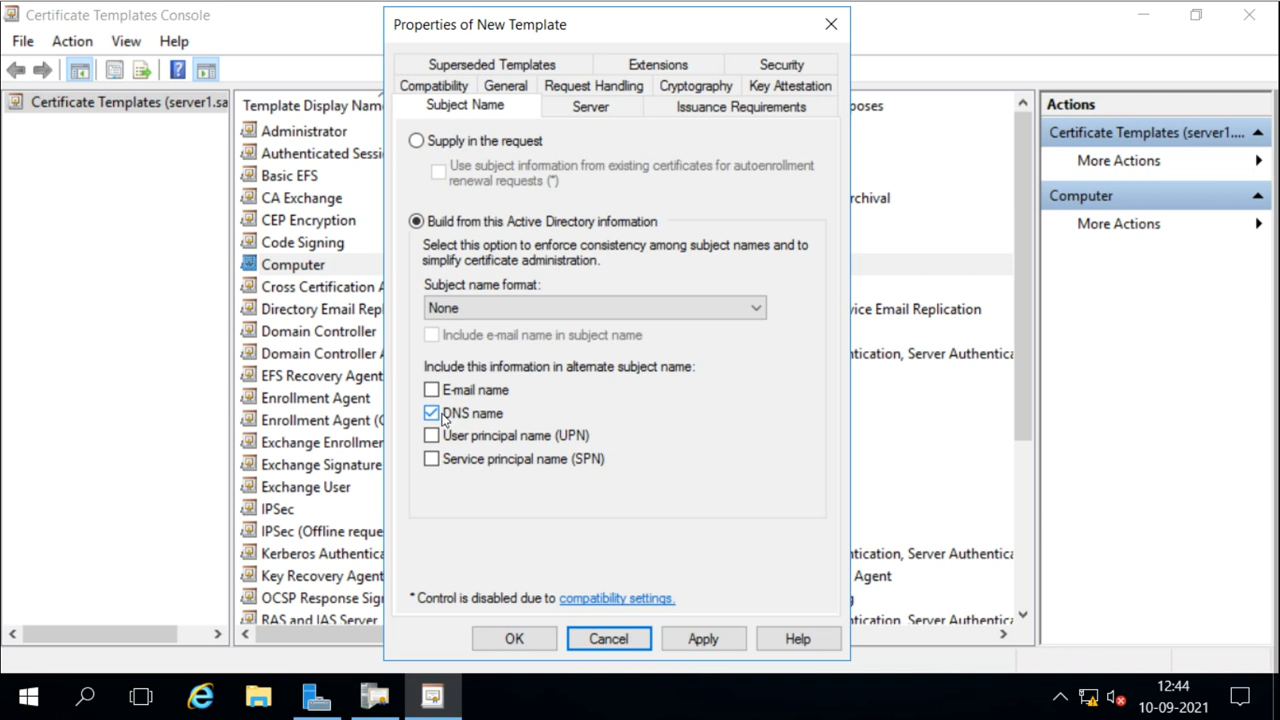 Certificate Templates Console
File Action View Help
Certificate Templates (server1.sa
Template Display Nam
Administrator
Authenticated Sessi
Basic EFS
CA Exchange
CEP Encryption
Code Signing
Computer
Cross Certification A
Directory Email Repl
Domain Controller
Domain Controller A
EFS Recovery Agent
Enrollment Agent
Enrollment Agent (C
Exchange Enrollmen
Exchange Signature
Exchange User
IPSec
IPSec (Offline reque
Kerberos Authentica
Key Recovery Agent
OCSP Response Sign
RAS and IAS Server
Properties of New Template
Superseded Templates Extensions Security
Compatibility General Request Handling Cryptography Key Attestation
Subject Name Server Issuance Requirements
Supply in the request
Use subject information from existing certificates for autoenrollment
renewal requests (*)
Build from this Active Directory information
Select this option to enforce consistency among subject names and to
simplify certificate administration.
Subject name format:
None
Include e-mail name in subject name
Include this information in alternate subject name:
E-mail name
DNS name
User principal name (UPN)
Service principal name (SPN)
* Control is disabled due to compatibility settings.
OK Cancel Apply Help
poses
rchival
vice Email Replication
tication, Server Authentica
tication, Server Authentica
Agent
tication, Server Authentica
Actions
Certificate Templates (server1....
More Actions
Computer
More Actions
12:44
10-09-2021